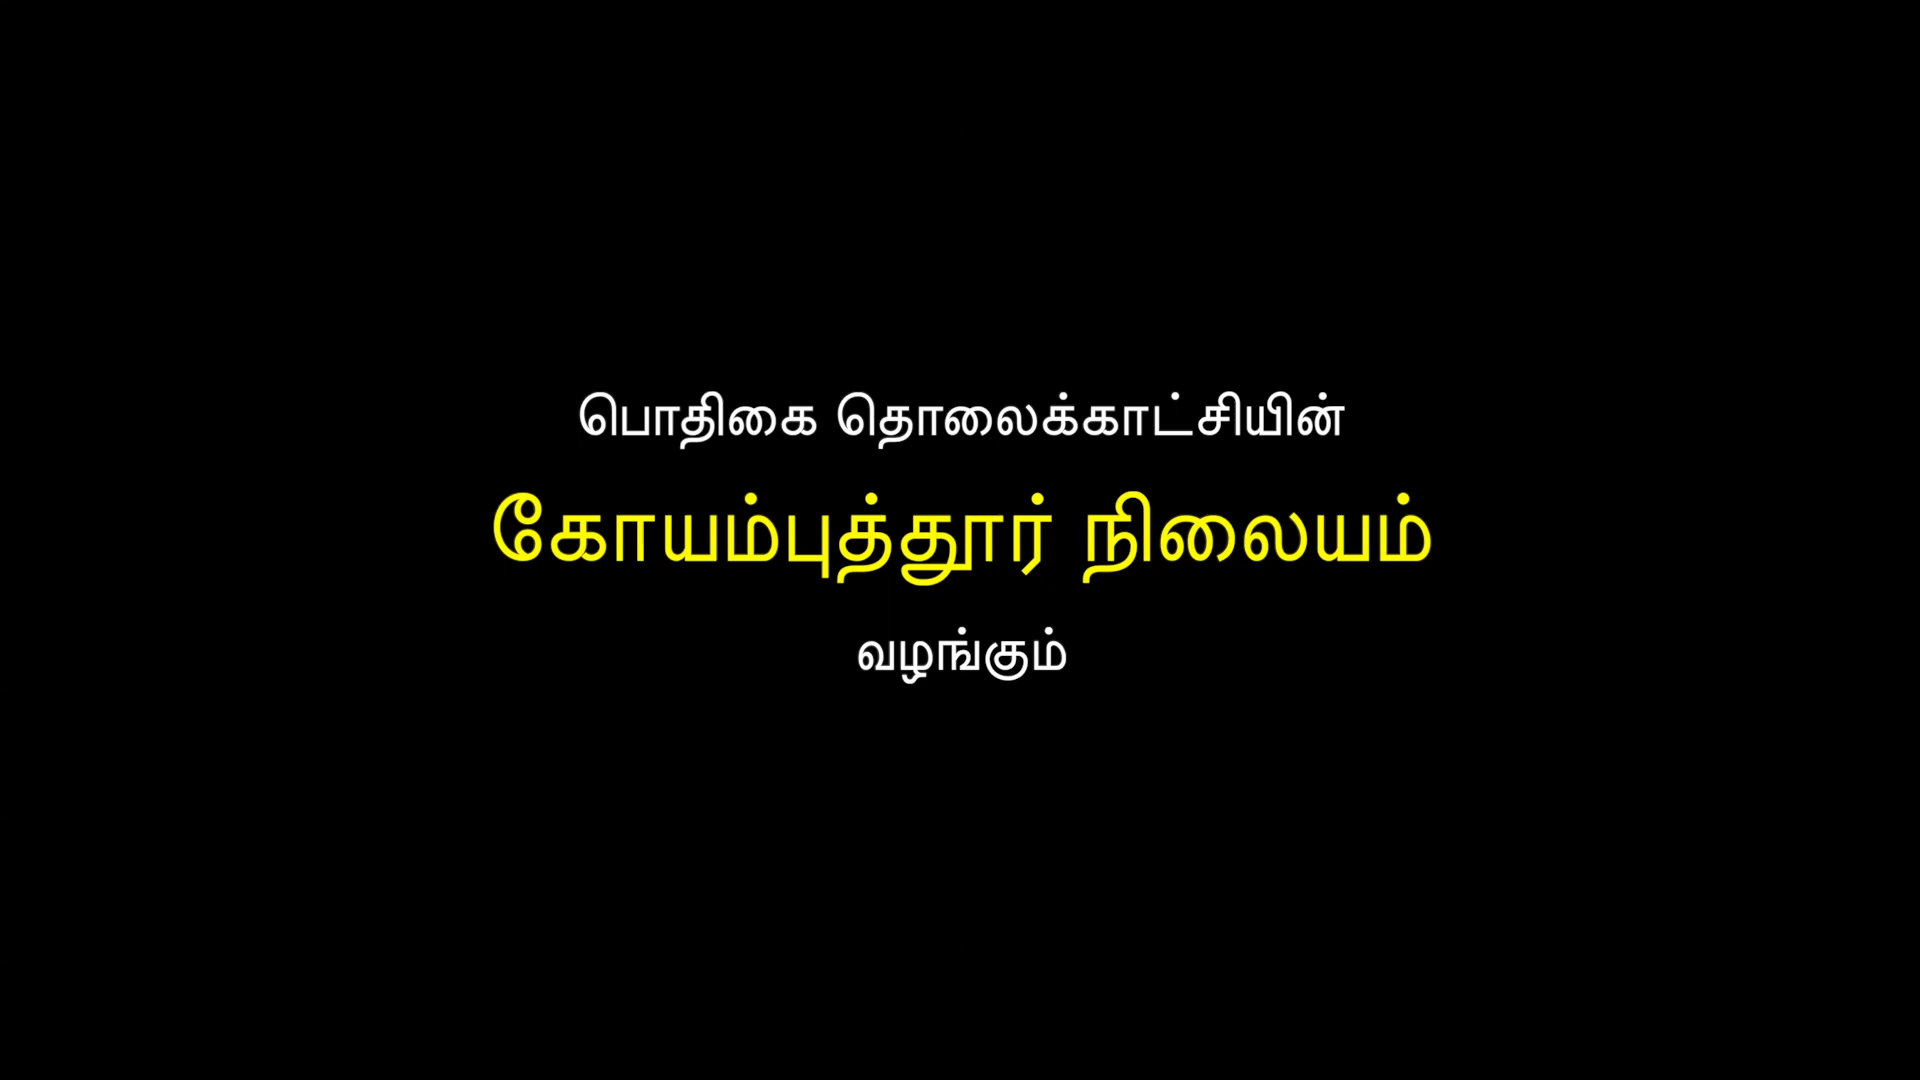 பொதிகை தொலைக்காட்சியின்
கோயம்புத்தூர் நிலையம்
வழங்கும்